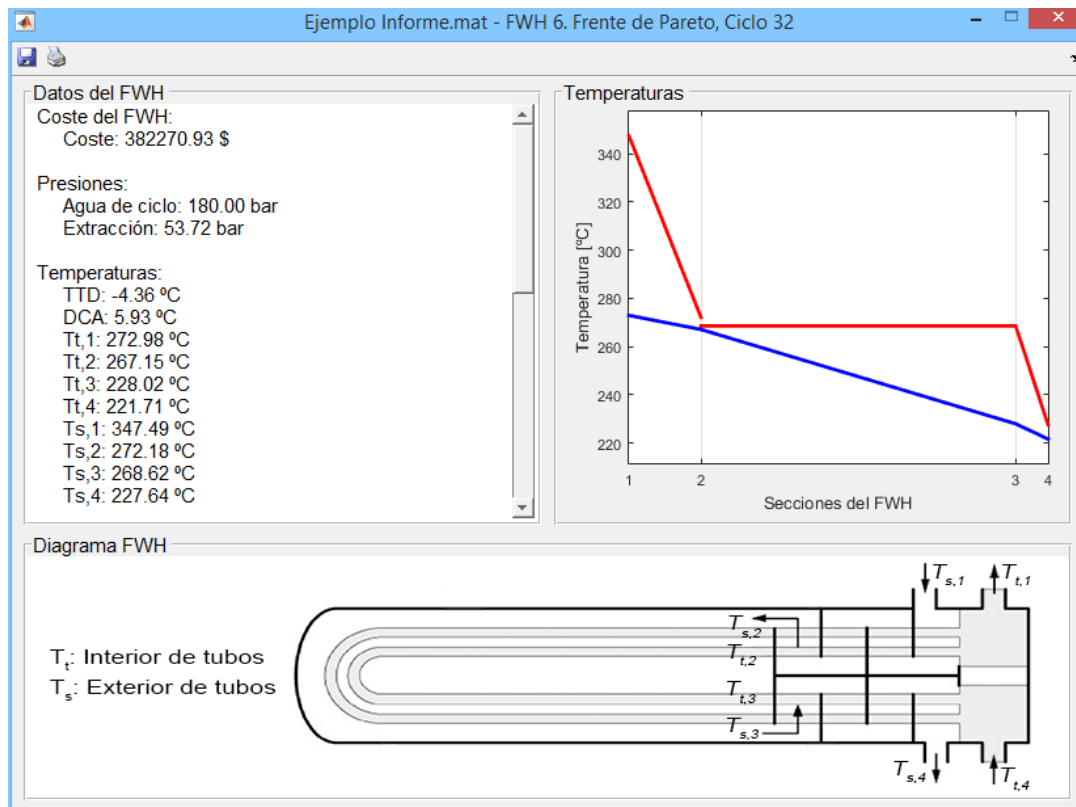 Ejemplo Informe.mat - FWH 6. Frente de Pareto, Ciclo 32
Datos del FWH
Coste del FWH:
Coste: 382270.93 $
Presiones:
Agua de ciclo: 180.00 bar
Extracción: 53.72 bar
Temperaturas:
TTD: -4.36 ºC
DCA: 5.93 ºC
Tt,1: 272.98 ºC
Tt,2: 267.15 ºC
Tt,3: 228.02 ºC
Tt,4: 221.71 ºC
Ts,1: 347.49 ºC
Ts,2: 272.18 ºC
Ts,3: 268.62 ºC
Ts,4: 227.64 ºC
Temperaturas
Temperatura [ºC]
340
320
300
280
260
240
220
1 2 3 4
Secciones del FWH
Diagrama FWH
Tt: Interior de tubos
Ts: Exterior de tubos
Ts,1 Tt,1
Ts,2
Tt,2
Tt,3
Ts,3
Ts,4 Tt,4